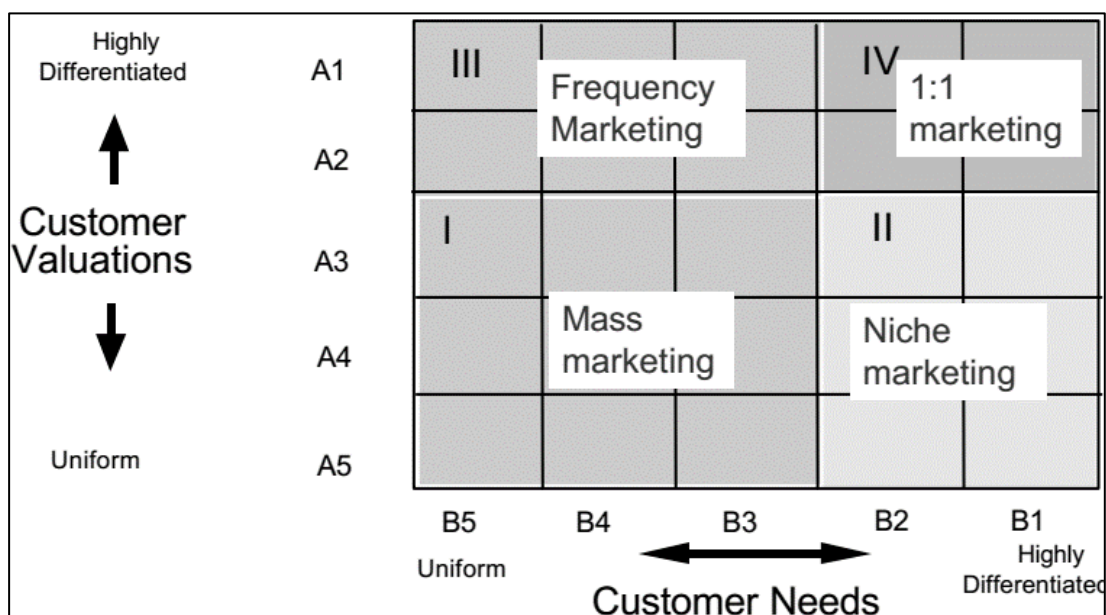 Highly
Differentiated
A1
III
Frequency
Marketing
IV
1:1
marketing
A2
Customer
Valuations
A3
I
II
A4
Mass
marketing
Niche
marketing
Uniform
A5
B5
B4
B3
B2
B1
Uniform
Highly
Differentiated
Customer Needs